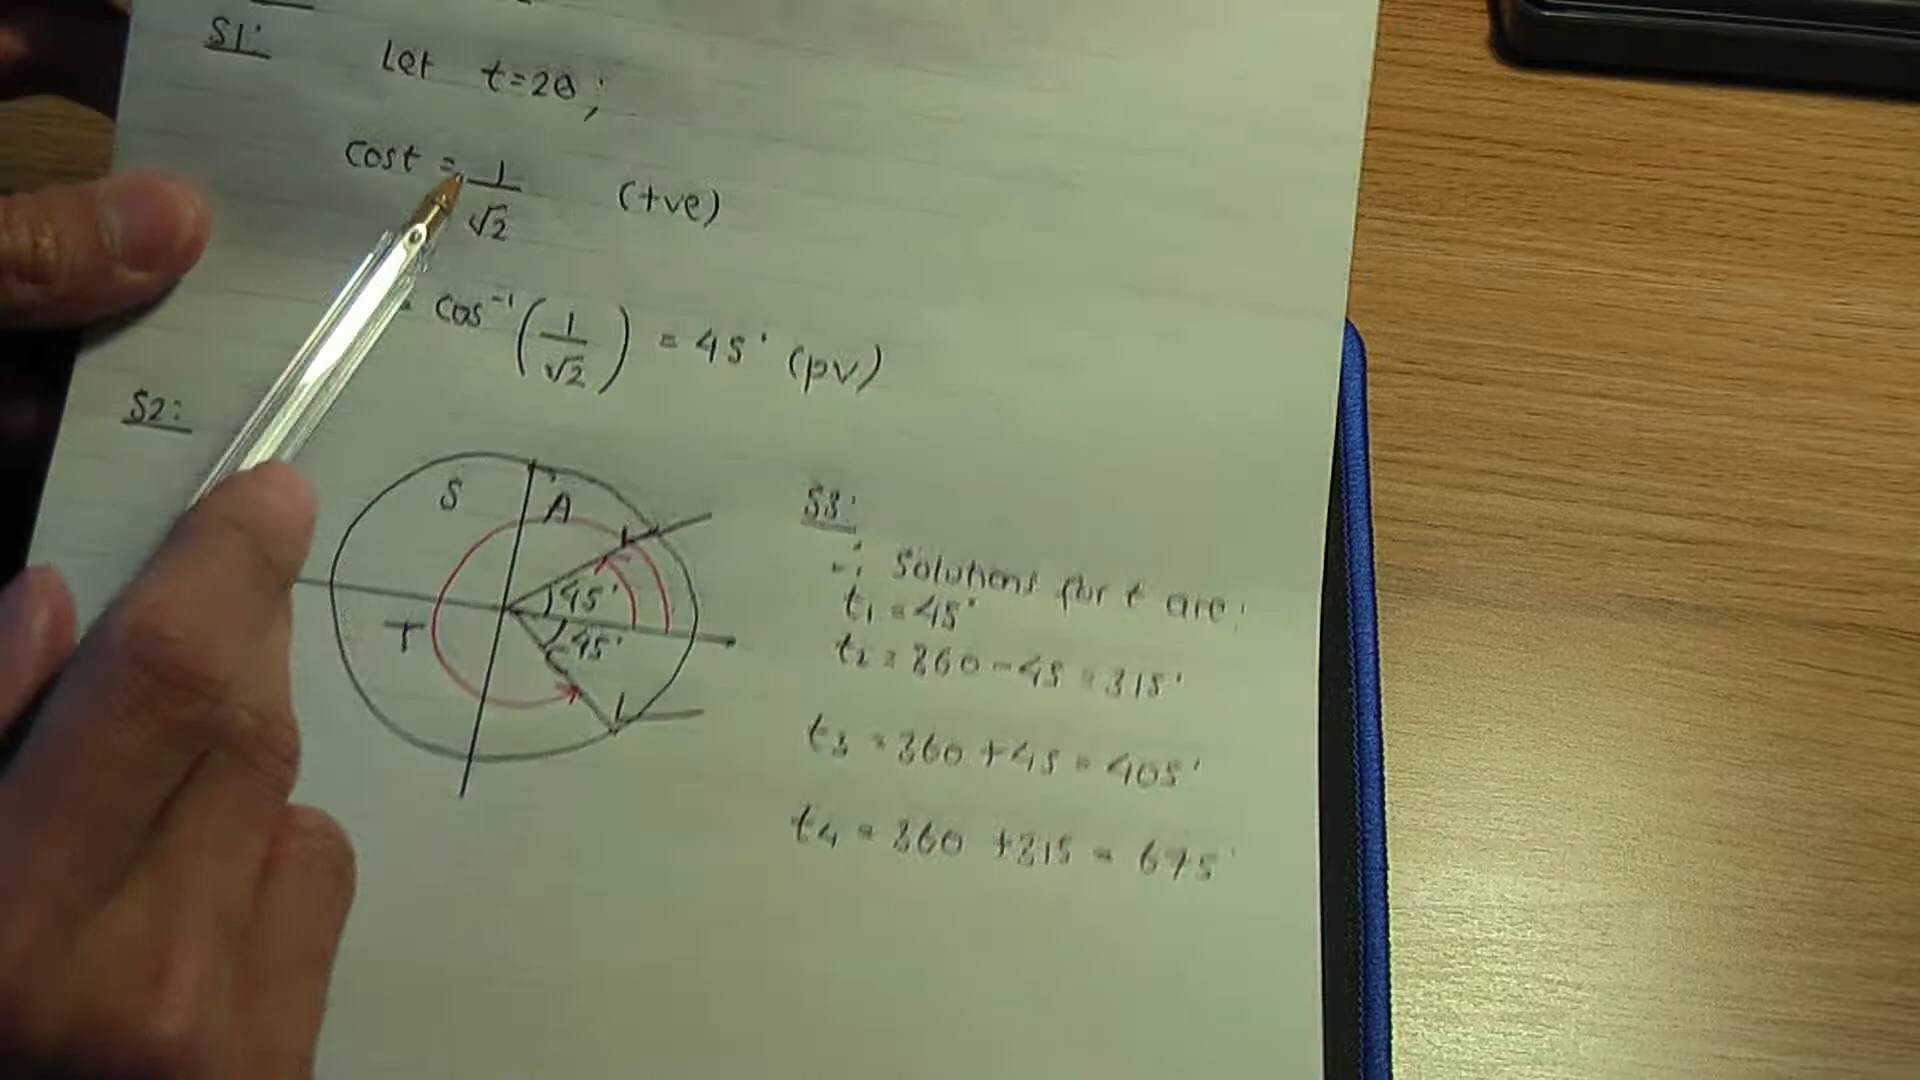 S1:
Let t=2θ;
cost = 1/√2 (+ve)
cos⁻¹(1/√2) = 45° (pv)
S2:
S A
45°
T 45°
S3:
∴ Solutions for t are:
t₁ = 45°
t₂ = 360 - 45 = 315°
t₃ = 360 + 45 = 405°
t₄ = 360 + 315 = 675°